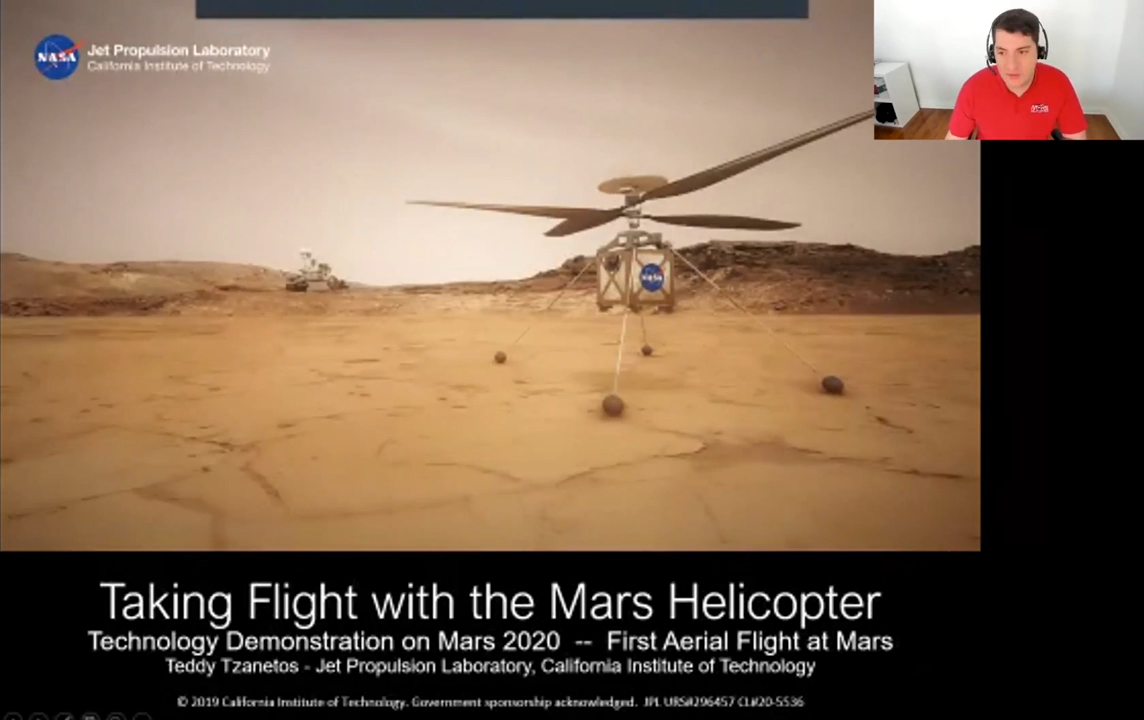 NASA
Jet Propulsion Laboratory
California Institute of Technology
NASA
Taking Flight with the Mars Helicopter
Technology Demonstration on Mars 2020 -- First Aerial Flight at Mars
Teddy Tzanetos - Jet Propulsion Laboratory, California Institute of Technology
© 2019 California Institute of Technology. Government sponsorship acknowledged. JPL URS#296457 CL#20-5536